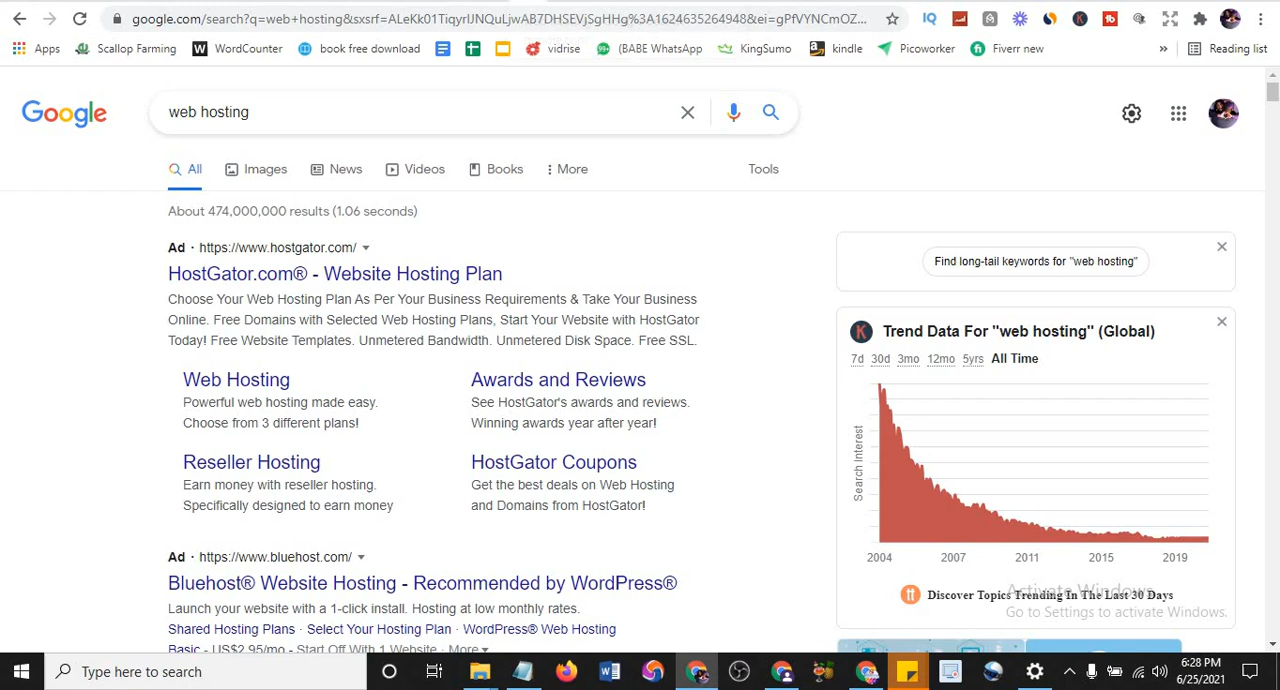 google.com/search?q=web+hosting&sxsrf=ALeKk01TiqyrIJNQuLjwAB7DHSEVjSgHHg%3A1624635264948&ei=gPfVYNCmOZ...
Apps Scallop Farming WordCounter book free download vidrise (BABE WhatsApp KingSumo kindle Picoworker Fiverr new » Reading list
Google web hosting
All Images News Videos Books More Tools
About 474,000,000 results (1.06 seconds)
Ad · https://www.hostgator.com/
HostGator.com® - Website Hosting Plan
Choose Your Web Hosting Plan As Per Your Business Requirements & Take Your Business
Online. Free Domains with Selected Web Hosting Plans, Start Your Website with HostGator
Today! Free Website Templates. Unmetered Bandwidth. Unmetered Disk Space. Free SSL.
Web Hosting
Powerful web hosting made easy.
Choose from 3 different plans!
Awards and Reviews
See HostGator's awards and reviews.
Winning awards year after year!
Reseller Hosting
Earn money with reseller hosting.
Specifically designed to earn money
HostGator Coupons
Get the best deals on Web Hosting
and Domains from HostGator!
Ad · https://www.bluehost.com/
Bluehost® Website Hosting - Recommended by WordPress®
Launch your website with a 1-click install. Hosting at low monthly rates.
Shared Hosting Plans · Select Your Hosting Plan · WordPress® Web Hosting
Basic - US$2.95/mo - Start Off With 1 Website · More
Find long-tail keywords for "web hosting"
K Trend Data For "web hosting" (Global)
7d 30d 3mo 12mo 5yrs All Time
Search Interest
2004 2007 2011 2015 2019
Discover Topics Trending In The Last 30 Days
Activate Windows
Go to Settings to activate Windows.
Type here to search
6:28 PM
6/25/2021